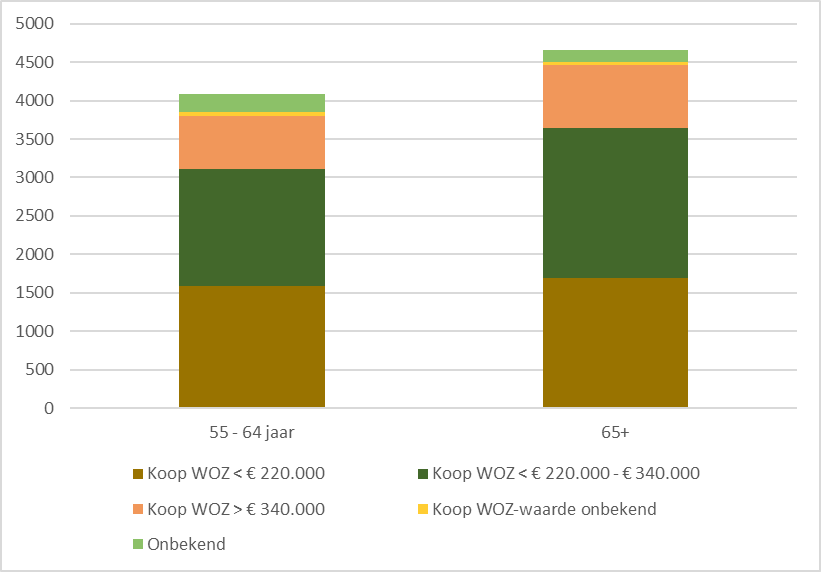 5000
4500
4000
3500
3000
2500
2000
1500
1000
500
0
55 - 64 jaar 65+
Koop WOZ < € 220.000 Koop WOZ < € 220.000 - € 340.000
Koop WOZ > € 340.000 Koop WOZ-waarde onbekend
Onbekend